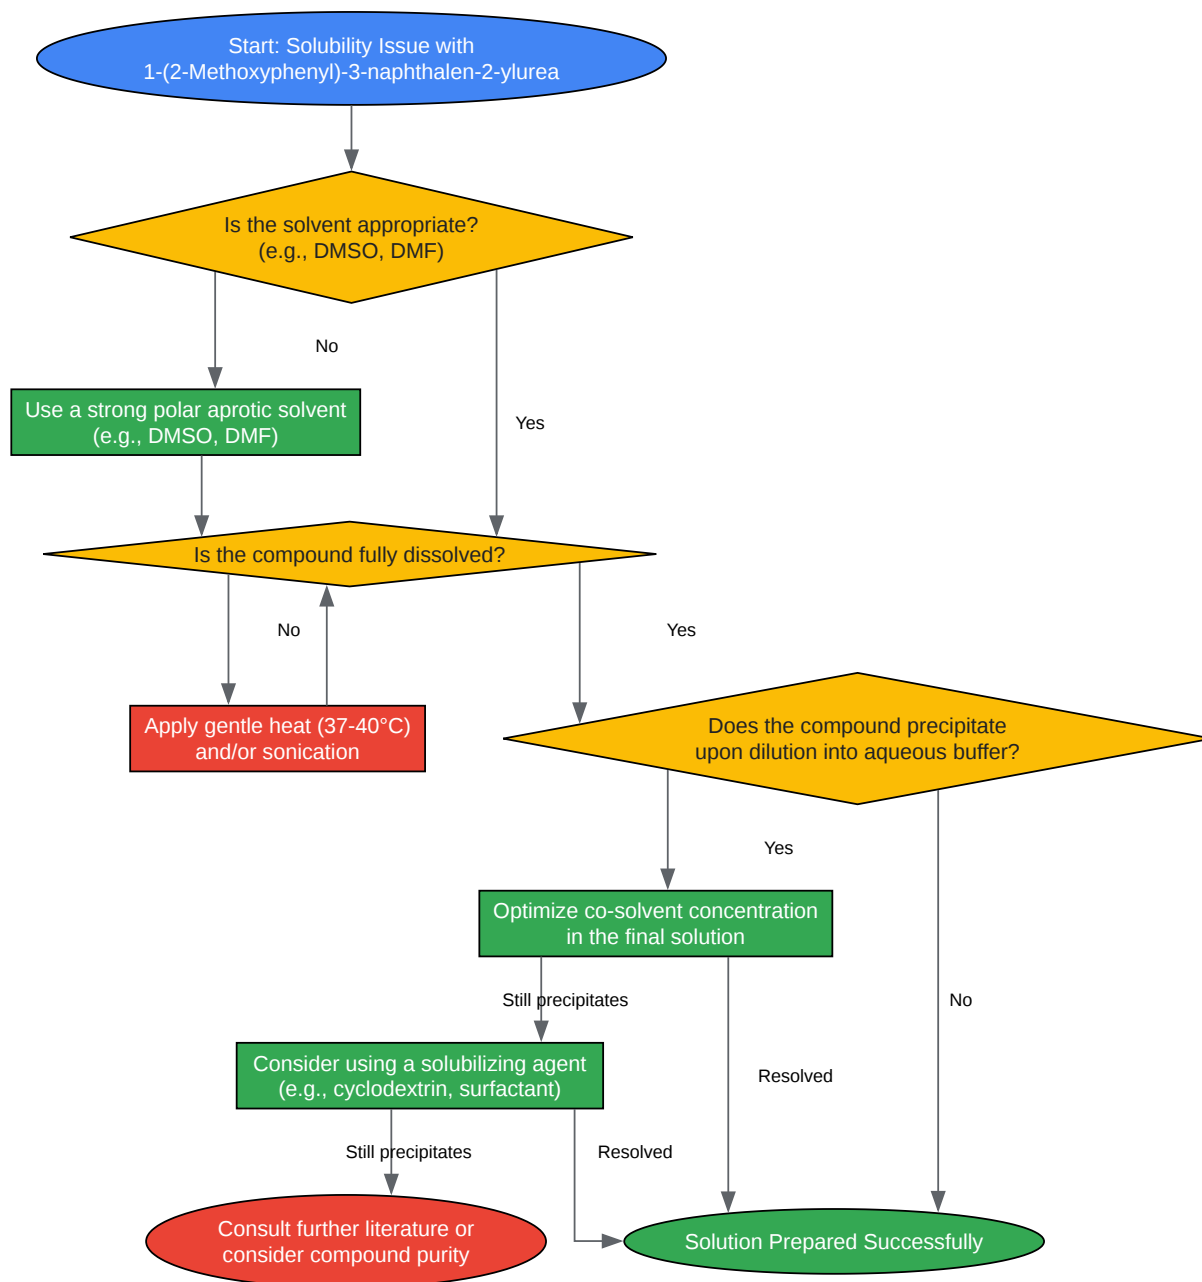 Start: Solubility Issue with
1-(2-Methoxyphenyl)-3-naphthalen-2-ylurea
Is the solvent appropriate?
(e.g., DMSO, DMF)
No
Use a strong polar aprotic solvent
(e.g., DMSO, DMF)
Yes
Is the compound fully dissolved?
No
Yes
Apply gentle heat (37-40°C)
and/or sonication
Does the compound precipitate
upon dilution into aqueous buffer?
Yes
Optimize co-solvent concentration
in the final solution
Still precipitates
No
Consider using a solubilizing agent
(e.g., cyclodextrin, surfactant)
Resolved
Still precipitates
Resolved
Consult further literature or
consider compound purity
Solution Prepared Successfully